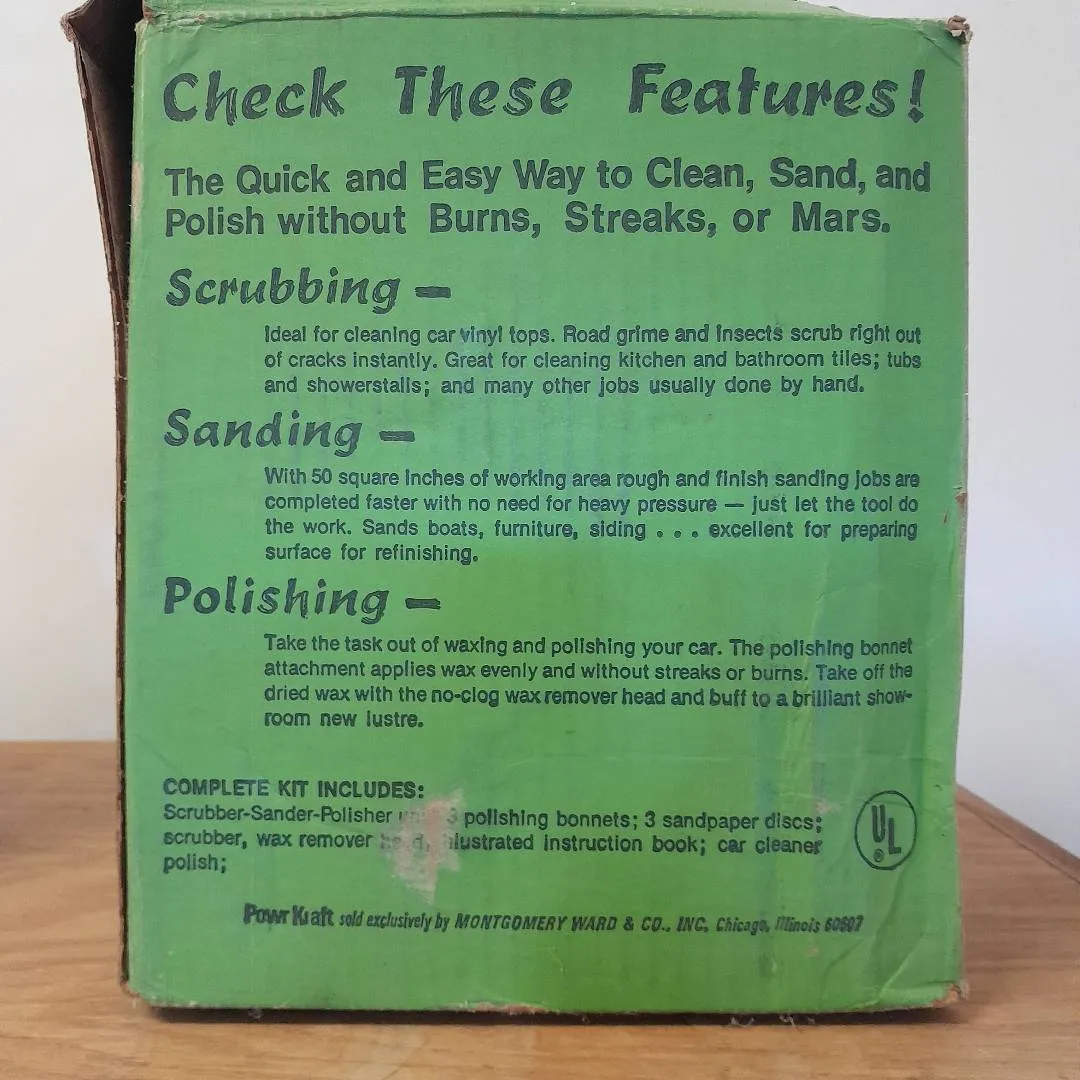 Check These Features!
The Quick and Easy Way to Clean, Sand, and
Polish without Burns, Streaks, or Mars.
Scrubbing —
Ideal for cleaning car vinyl tops. Road grime and insects scrub right out
of cracks instantly. Great for cleaning kitchen and bathroom tiles; tubs
and showerstalls; and many other jobs usually done by hand.
Sanding —
With 50 square inches of working area rough and finish sanding jobs are
completed faster with no need for heavy pressure — just let the tool do
the work. Sands boats, furniture, siding . . . excellent for preparing
surface for refinishing.
Polishing —
Take the task out of waxing and polishing your car. The polishing bonnet
attachment applies wax evenly and without streaks or burns. Take off the
dried wax with the no-clog wax remover head and buff to a brilliant show-
room new lustre.
COMPLETE KIT INCLUDES:
Scrubber-Sander-Polisher 3 polishing bonnets; 3 sandpaper discs;
scrubber, wax remover illustrated instruction book; car cleaner
polish;
UL
®
Powr Kraft sold exclusively by MONTGOMERY WARD & CO., INC, Chicago, Illinois 60607